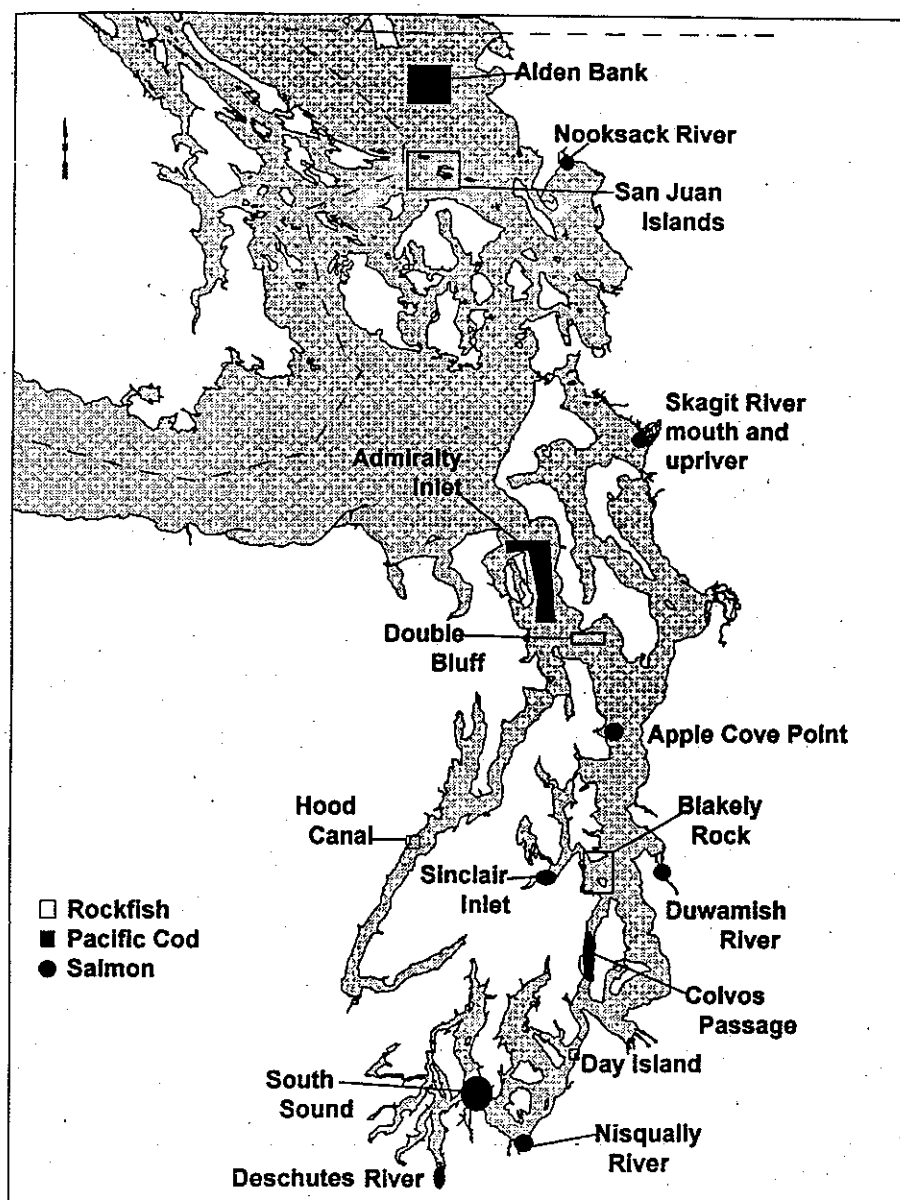 Alden Bank
Nooksack River
San Juan
Islands
Skagit River
mouth and
upriver
Admiralty
Inlet
Double
Bluff
Apple Cove Point
Hood
Canal
Blakely
Rock
Sinclair
Inlet
Duwamish
River
Rockfish
Pacific Cod
Salmon
Colvos
Passage
Day Island
South
Sound
Nisqually
River
Deschutes River